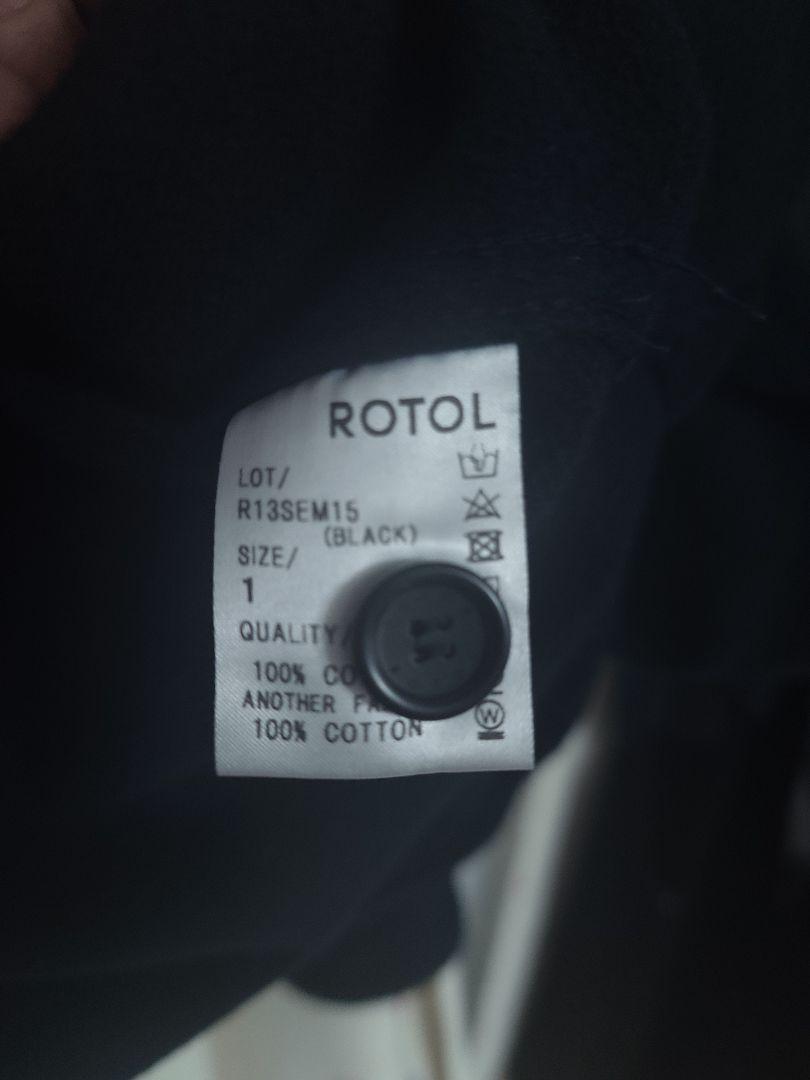 ROTOL
LOT/
R13SEM15
(BLACK)
SIZE/
1
QUALITY/
100%
ANOTHER
100% COTTON
W